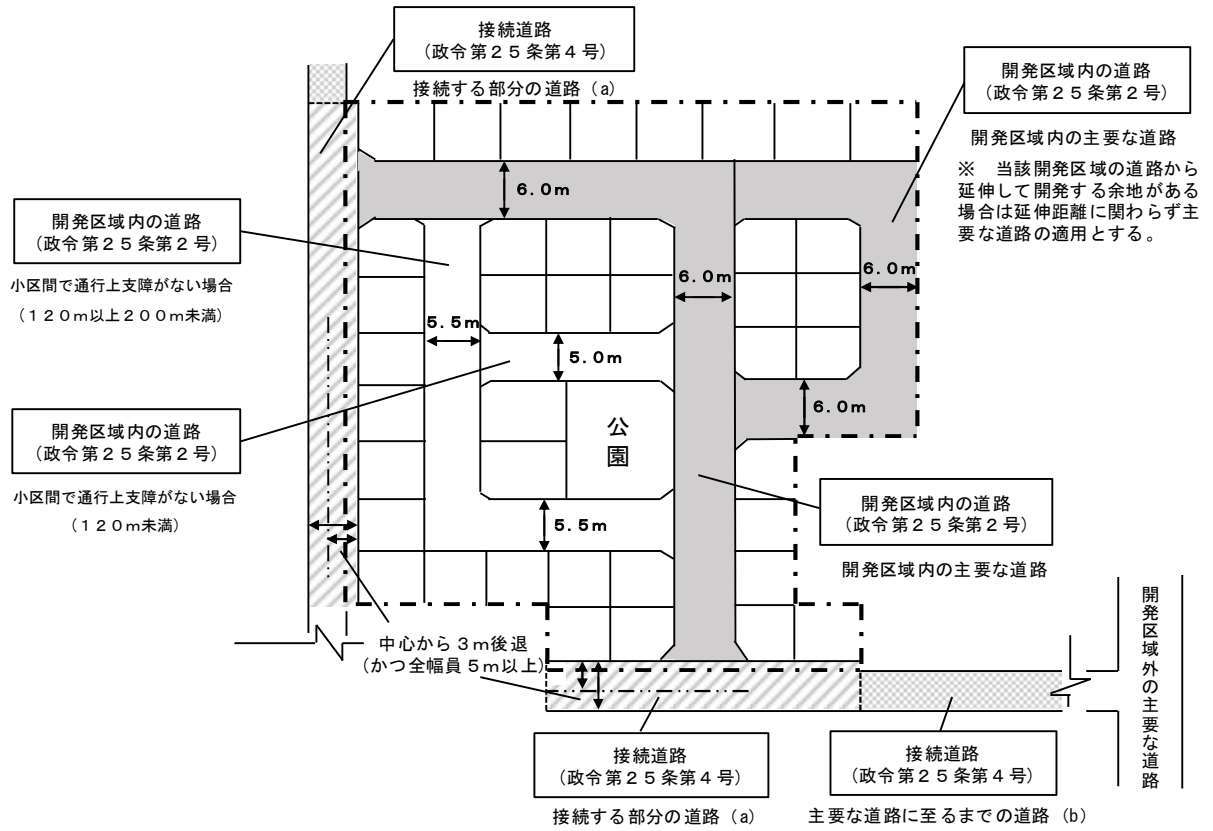 接続道路
（政令第２５条第４号）
接続する部分の道路（a）
開発区域内の道路
（政令第２５条第２号）
開発区域内の主要な道路
※　当該開発区域の道路から
延伸して開発する余地がある
場合は延伸距離に関わらず主
要な道路の適用とする。
6.0m
開発区域内の道路
（政令第２５条第２号）
小区間で通行上支障がない場合
（１２０ｍ以上２００ｍ未満）
6.0m
6.0m
5.5m
5.0m
6.0m
開発区域内の道路
（政令第２５条第２号）
小区間で通行上支障がない場合
（１２０ｍ未満）
公
園
5.5m
開発区域内の道路
（政令第２５条第２号）
開発区域内の主要な道路
中心から３ｍ後退
（かつ全幅員５ｍ以上）
開発区域外の主要な道路
接続道路
（政令第２５条第４号）
接続する部分の道路（a）
接続道路
（政令第２５条第４号）
主要な道路に至るまでの道路（b）